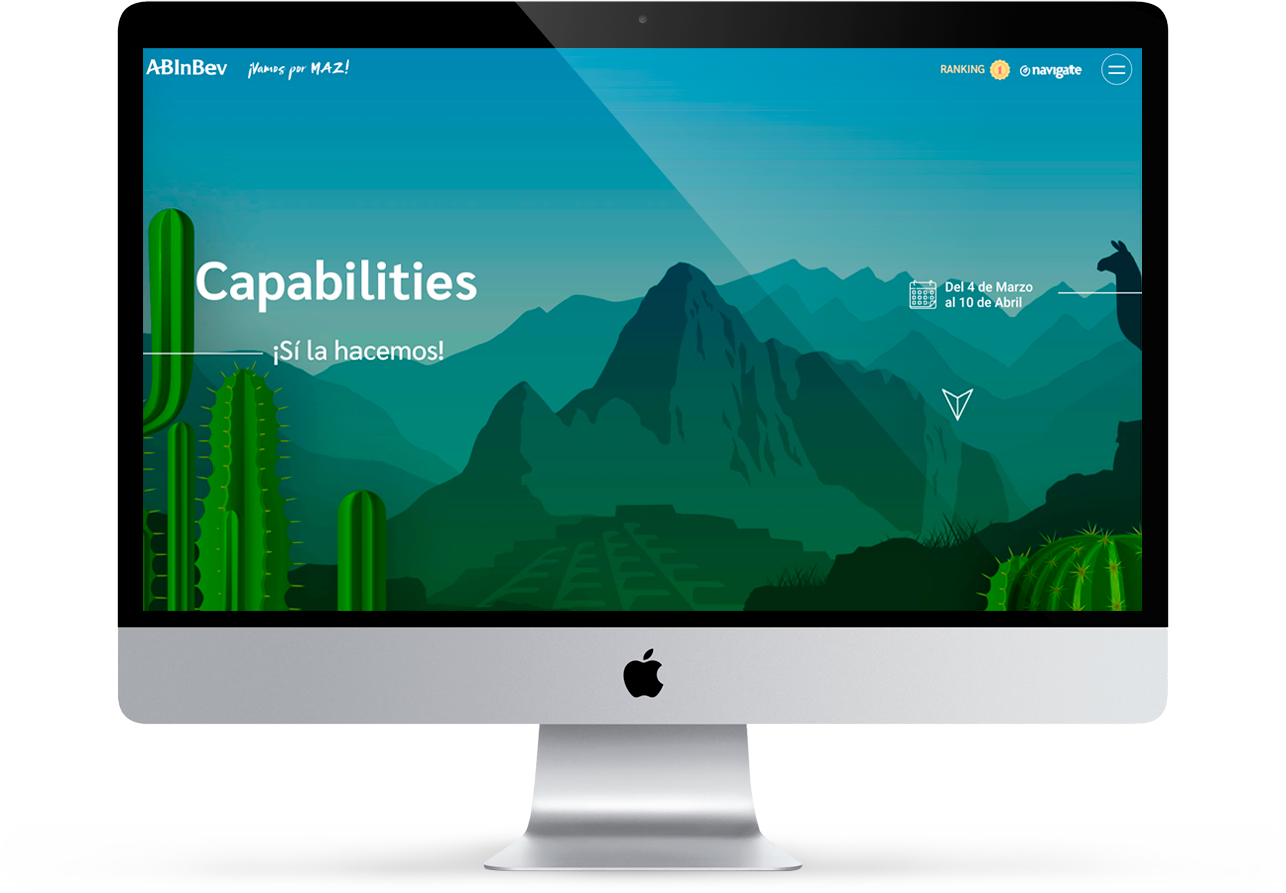 ABInBev
¡Vamos por MAZ!
RANKING 1
navigate
Capabilities
¡Sí la hacemos!
Del 4 de Marzo
al 10 de Abril